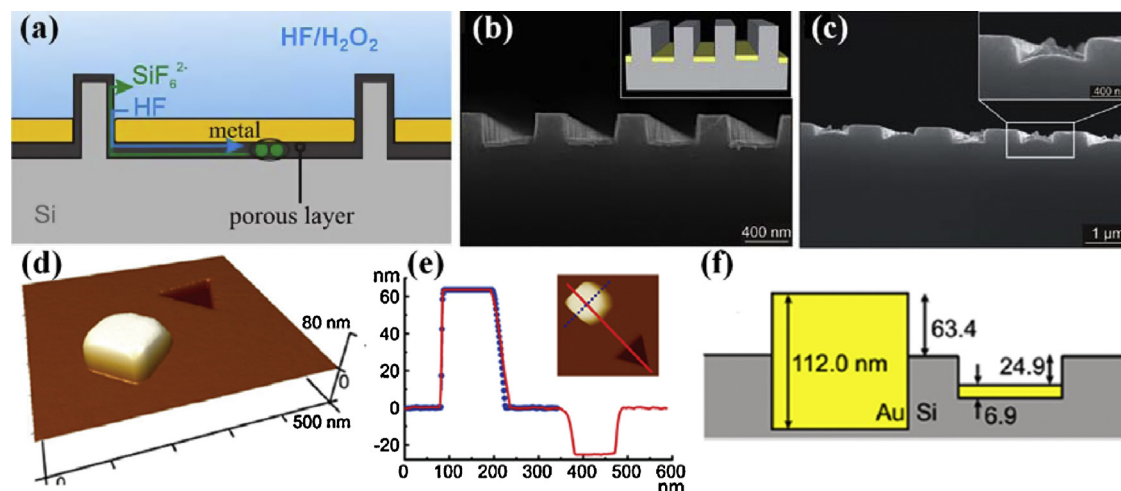 (a)
HF/H₂O₂
SiF₆²⁻
HF
metal
Si
porous layer
(b)
400 nm
(c)
400 nm
1 µm
(d)
80 nm
0
500 nm
0
(e)
nm
60
40
20
0
-20
0 100 200 300 400 500 600
nm
(f)
112.0 nm
63.4
24.9
Au Si
6.9